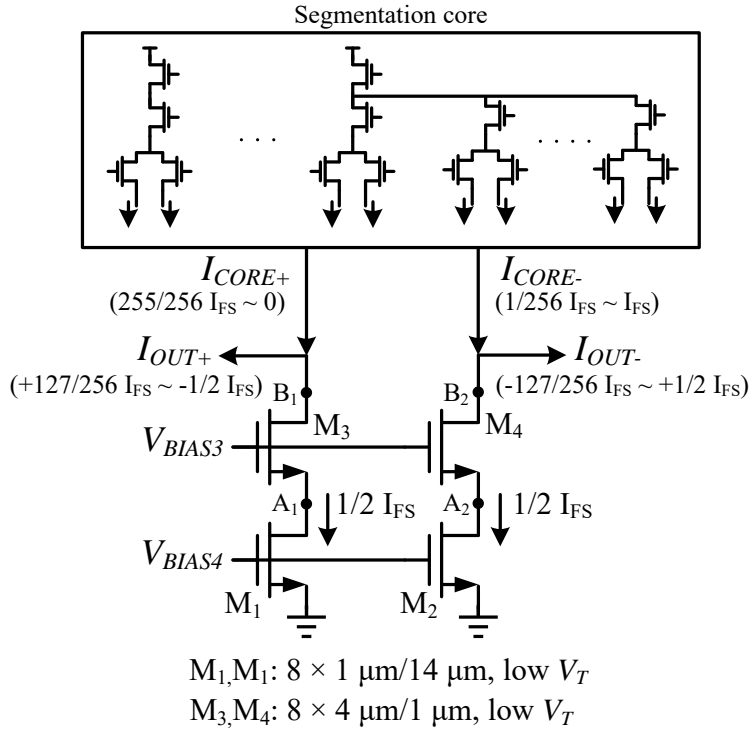 Segmentation core
. . .
. . . .
I_CORE+
(255/256 I_FS ~ 0)
I_CORE-
(1/256 I_FS ~ I_FS)
I_OUT+
(+127/256 I_FS ~ -1/2 I_FS)
I_OUT-
(-127/256 I_FS ~ +1/2 I_FS)
B_1
B_2
M_3
M_4
V_BIAS3
A_1
1/2 I_FS
A_2
1/2 I_FS
V_BIAS4
M_1
M_2
M_1,M_1: 8 × 1 μm/14 μm, low V_T
M_3,M_4: 8 × 4 μm/1 μm, low V_T